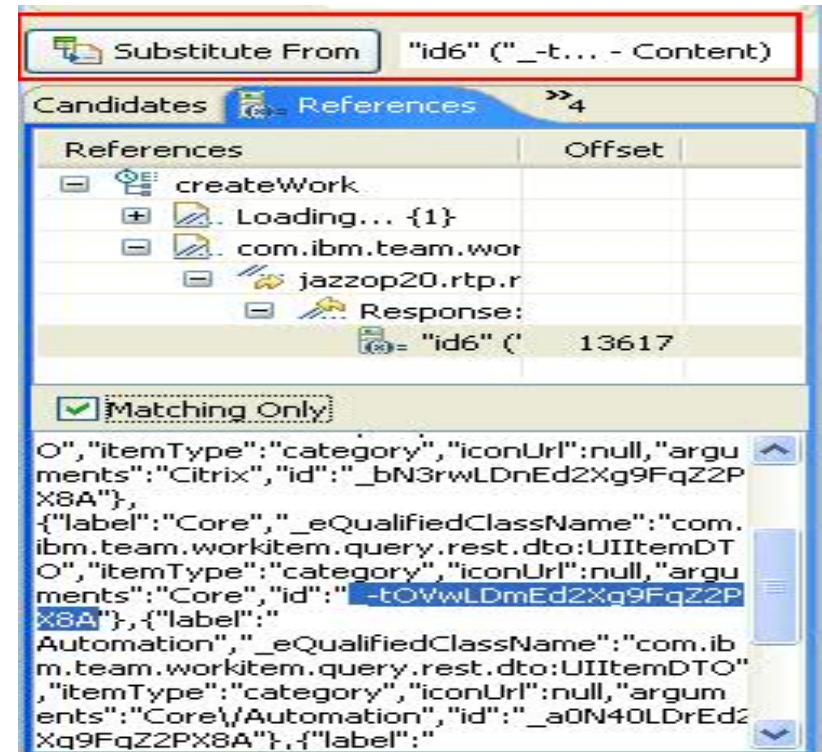 Substitute From "id6" ("_-t... - Content)
Candidates References »4
References Offset
createWork
Loading... {1}
com.ibm.team.wor
jazzop20.rtp.r
Response:
"id6" (" 13617
Matching Only
O","itemType":"category","iconUrl":null,"argu
ments":"Citrix","id":"_bN3rwLDnEd2Xg9FqZ2P
X8A"},
{"label":"Core","_eQualifiedClassName":"com.
ibm.team.workitem.query.rest.dto:UIItemDT
O","itemType":"category","iconUrl":null,"argu
ments":"Core","id":"_-tOVwLDmEd2Xg9FqZ2P
X8A"},{"label":"
Automation","_eQualifiedClassName":"com.ib
m.team.workitem.query.rest.dto:UIItemDTO"
,"itemType":"category","iconUrl":null,"argum
ents":"Core\/Automation","id":"_a0N40LDrEd2
Xg9FqZ2PX8A"},{"label":"